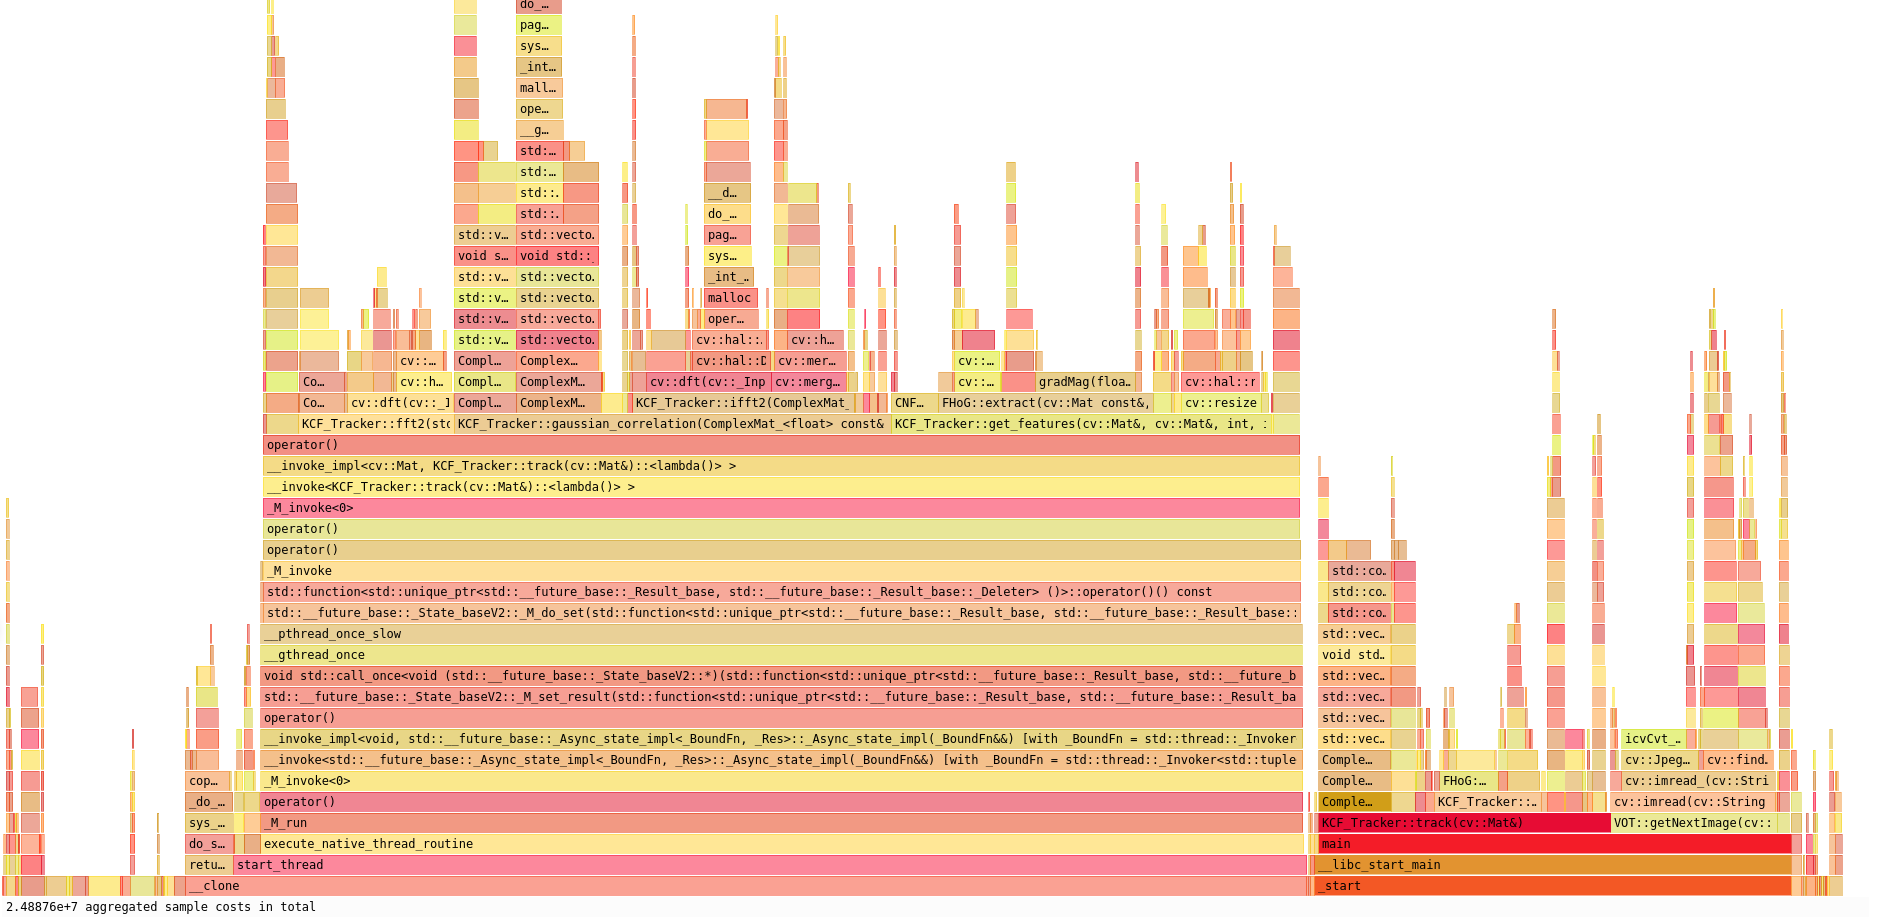 do_…
pag…
sys…
_int…
mall…
ope…
__g…
std:…
std:…
std::. __d…
std::. do_…
std::v… std::vecto. pag…
void s… void std:: sys…
std::v… std::vecto. _int_.
std::v… std::vecto. malloc
std::v… std::vecto. oper…
std::v… std::vecto. cv::hal::. cv::h…
cv::… Compl… Complex… cv::hal::D cv::mer… cv::…
Co… cv::h… Compl… ComplexM… cv::dft(cv::_Inp cv::merg… cv::… gradMag(floa… cv::hal::r
Co… cv::dft(cv::_I Compl… ComplexM… KCF_Tracker::ifft2(ComplexMat_ CNF… FHoG::extract(cv::Mat const&, cv::resize
KCF_Tracker::fft2(std KCF_Tracker::gaussian_correlation(ComplexMat_<float> const& KCF_Tracker::get_features(cv::Mat&, cv::Mat&, int, i
operator()
__invoke_impl<cv::Mat, KCF_Tracker::track(cv::Mat&)::<lambda()> >
__invoke<KCF_Tracker::track(cv::Mat&)::<lambda()> >
_M_invoke<0>
operator()
operator()
_M_invoke std::co.
std::function<std::unique_ptr<std::__future_base::_Result_base, std::__future_base::_Result_base::_Deleter> ()>::operator()() const std::co.
std::__future_base::_State_baseV2::_M_do_set(std::function<std::unique_ptr<std::__future_base::_Result_base, std::__future_base::_Result_base:: std::co.
__pthread_once_slow std::vec.
__gthread_once void std.
void std::call_once<void (std::__future_base::_State_baseV2::*)(std::function<std::unique_ptr<std::__future_base::_Result_base, std::__future_b std::vec.
std::__future_base::_State_baseV2::_M_set_result(std::function<std::unique_ptr<std::__future_base::_Result_base, std::__future_base::_Result_ba std::vec.
operator() std::vec.
__invoke_impl<void, std::__future_base::_Async_state_impl<_BoundFn, _Res>::_Async_state_impl(_BoundFn&&) [with _BoundFn = std::thread::_Invoker std::vec. icvCvt_.
__invoke<std::__future_base::_Async_state_impl<_BoundFn, _Res>::_Async_state_impl(_BoundFn&&) [with _BoundFn = std::thread::_Invoker<std::tuple Comple… cv::Jpeg… cv::find.
cop… _M_invoke<0> Comple… FHoG:… cv::imread_(cv::Stri
_do_… operator() Comple… KCF_Tracker::. cv::imread(cv::String
sys_… _M_run KCF_Tracker::track(cv::Mat&) VOT::getNextImage(cv::
do_s… execute_native_thread_routine main
retu… start_thread __libc_start_main
__clone _start
2.48876e+7 aggregated sample costs in total